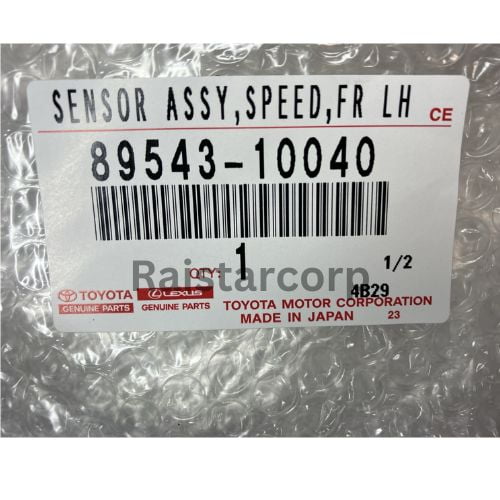 SENSOR ASSY,SPEED,FR LH CE
89543-10040
QTY: 1 1/2
Raistarcorp.
4B29
TOYOTA LEXUS TOYOTA MOTOR CORPORATION
GENUINE PARTS GENUINE PARTS MADE IN JAPAN 23